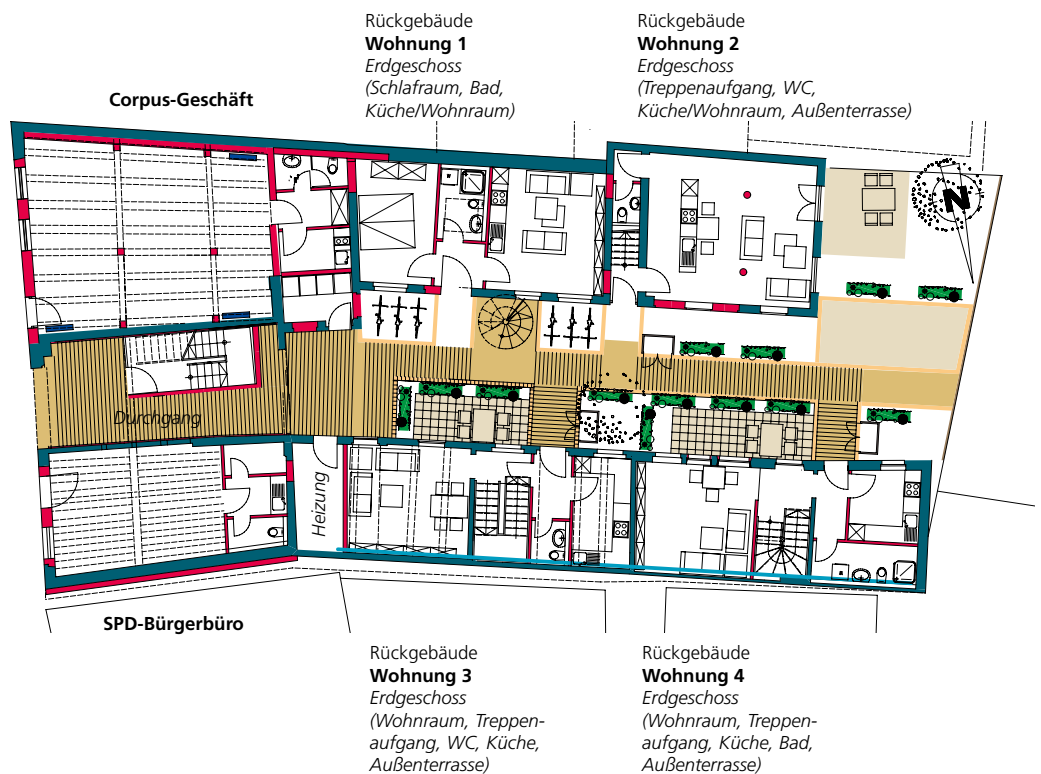 Rückgebäude
Wohnung 1
Erdgeschoss
(Schlafraum, Bad,
Küche/Wohnraum)
Rückgebäude
Wohnung 2
Erdgeschoss
(Treppenaufgang, WC,
Küche/Wohnraum, Außenterrasse)
Corpus-Geschäft
N
Durchgang
Heizung
SPD-Bürgerbüro
Rückgebäude
Wohnung 3
Erdgeschoss
(Wohnraum, Treppen-
aufgang, WC, Küche,
Außenterrasse)
Rückgebäude
Wohnung 4
Erdgeschoss
(Wohnraum, Treppen-
aufgang, Küche, Bad,
Außenterrasse)